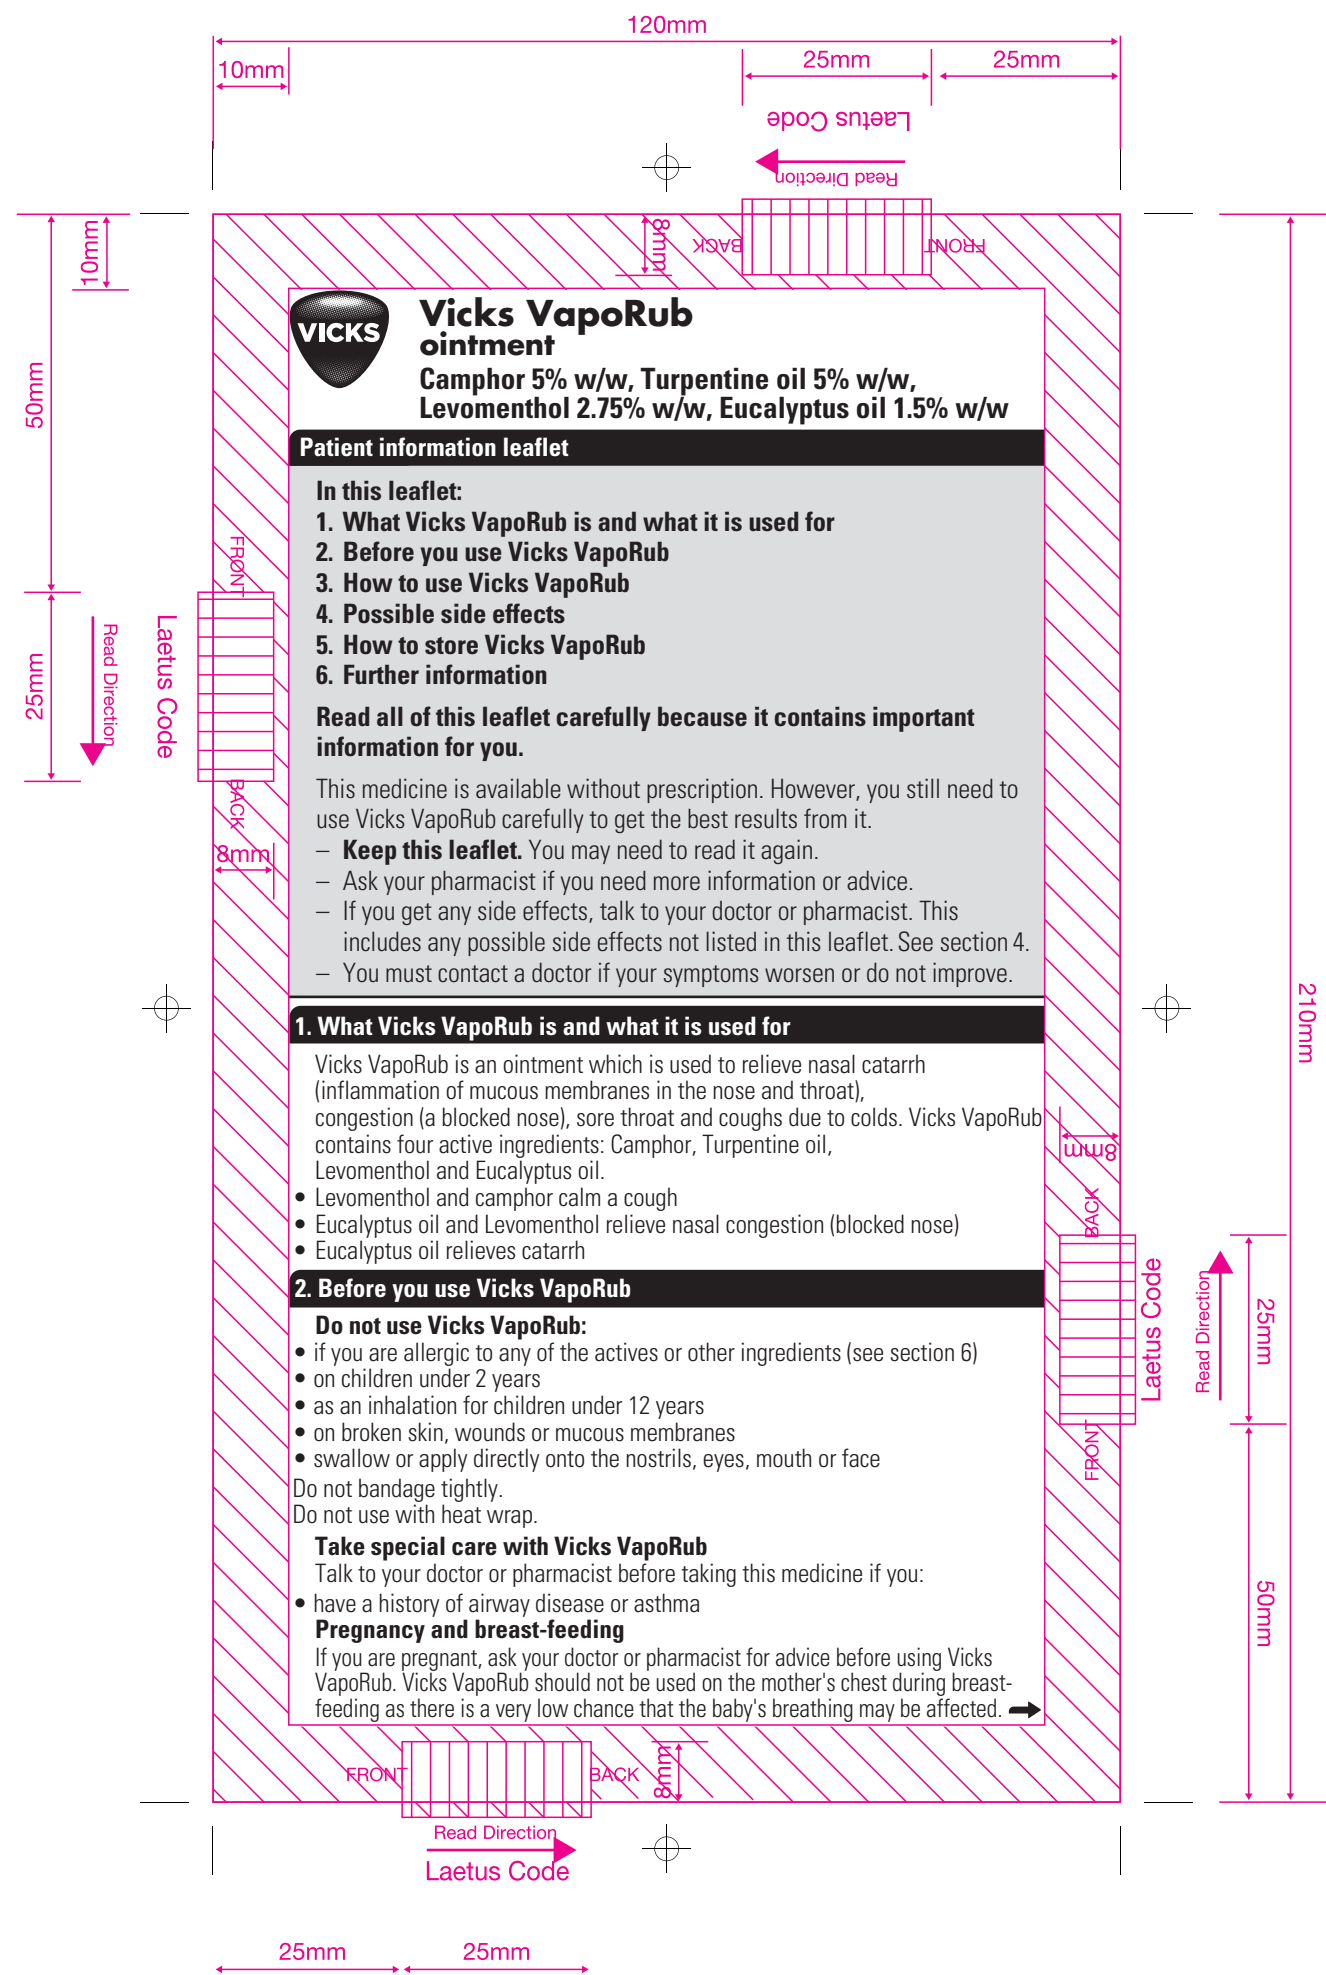 120mm
10mm
25mm
25mm
Laetus Code
Read Direction
10mm
8mm
BACK
FRONT
VICKS
Vicks VapoRub
ointment
Camphor 5% w/w, Turpentine oil 5% w/w,
Levomenthol 2.75% w/w, Eucalyptus oil 1.5% w/w
Patient information leaflet
In this leaflet:
1. What Vicks VapoRub is and what it is used for
2. Before you use Vicks VapoRub
3. How to use Vicks VapoRub
4. Possible side effects
5. How to store Vicks VapoRub
6. Further information
Read all of this leaflet carefully because it contains important
information for you.
This medicine is available without prescription. However, you still need to
use Vicks VapoRub carefully to get the best results from it.
– Keep this leaflet. You may need to read it again.
– Ask your pharmacist if you need more information or advice.
– If you get any side effects, talk to your doctor or pharmacist. This
includes any possible side effects not listed in this leaflet. See section 4.
– You must contact a doctor if your symptoms worsen or do not improve.
50mm
25mm
Read Direction
Laetus Code
FRONT
BACK
8mm
210mm
1. What Vicks VapoRub is and what it is used for
Vicks VapoRub is an ointment which is used to relieve nasal catarrh
(inflammation of mucous membranes in the nose and throat),
congestion (a blocked nose), sore throat and coughs due to colds. Vicks VapoRub
contains four active ingredients: Camphor, Turpentine oil,
Levomenthol and Eucalyptus oil.
• Levomenthol and camphor calm a cough
• Eucalyptus oil and Levomenthol relieve nasal congestion (blocked nose)
• Eucalyptus oil relieves catarrh
2. Before you use Vicks VapoRub
Do not use Vicks VapoRub:
• if you are allergic to any of the actives or other ingredients (see section 6)
• on children under 2 years
• as an inhalation for children under 12 years
• on broken skin, wounds or mucous membranes
• swallow or apply directly onto the nostrils, eyes, mouth or face
Do not bandage tightly.
Do not use with heat wrap.
Take special care with Vicks VapoRub
Talk to your doctor or pharmacist before taking this medicine if you:
• have a history of airway disease or asthma
Pregnancy and breast-feeding
If you are pregnant, ask your doctor or pharmacist for advice before using Vicks
VapoRub. Vicks VapoRub should not be used on the mother's chest during breast-
feeding as there is a very low chance that the baby's breathing may be affected.
8mm
BACK
FRONT
Laetus Code
Read Direction
25mm
50mm
FRONT
BACK
8mm
Read Direction
Laetus Code
25mm
25mm